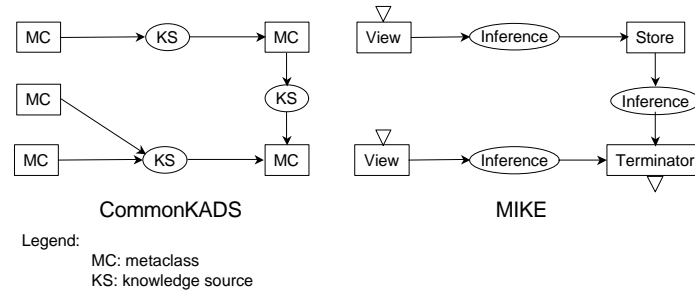 MC KS MC
KS
MC
MC KS MC
CommonKADS
View Inference Store
Inference
View Inference Terminator
MIKE
Legend:
MC: metaclass
KS: knowledge source